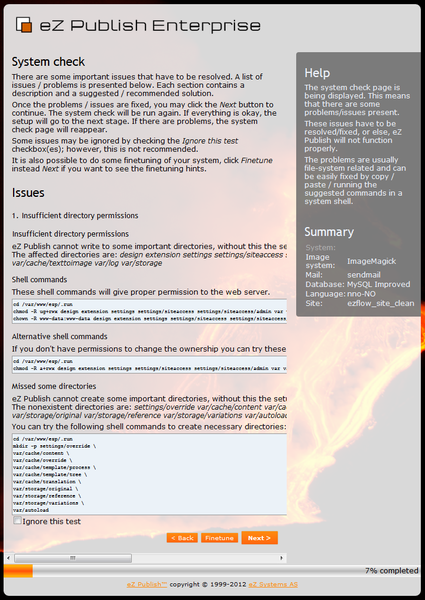 eZ Publish Enterprise
System check
There are some important issues that have to be resolved. A list of
issues / problems is presented below. Each section contains a
description and a suggested / recommended solution.
Once the problems / issues are fixed, you may click the Next button to
continue. The system check will be run again. If everything is okay, the
setup will go to the next stage. If there are problems, the system
check page will reappear.
Some issues may be ignored by checking the Ignore this test
checkbox(es); however, this is not recommended.
It is also possible to do some finetuning of your system, click Finetune
instead Next if you want to see the finetuning hints.
Issues
1. Insufficient directory permissions
Insufficient directory permissions
eZ Publish cannot write to some important directories, without this the se
The affected directories are: design extension settings settings/siteaccess s
var/cache/texttoimage var/log var/storage
Shell commands
These shell commands will give proper permission to the web server.
cd /var/www/esp/.run
chmod -R ug+rwx design extension settings settings/siteaccess settings/siteaccess/admin var v
chown -R www-data:www-data design extension settings settings/siteaccess settings/siteaccess/
Alternative shell commands
If you don't have permissions to change the ownership you can try these
cd /var/www/esp/.run
chmod -R a+rwx design extension settings settings/siteaccess settings/siteaccess/admin var va
Missed some directories
eZ Publish cannot create some important directories, without this the setu
The nonexistent directories are: settings/override var/cache/content var/ca
var/storage/original var/storage/reference var/storage/variations var/autoload
You can try the following shell commands to create necessary directories:
cd /var/www/esp/.run
mkdir -p settings/override \
var/cache/content \
var/cache/override \
var/cache/template/process \
var/cache/template/tree \
var/cache/translation \
var/storage/original \
var/storage/reference \
var/storage/variations \
var/autoload
Ignore this test
< Back Finetune Next >
Help
The system check page is
being displayed. This means
that there are some
problems/issues present.
These issues have to be
resolved/fixed, or else, eZ
Publish will not function
properly.
The problems are usually
file-system related and can
be easily fixed by copy /
paste / running the
suggested commands in a
system shell.
Summary
System:
Image system: ImageMagick
Mail: sendmail
Database: MySQL Improved
Language: nno-NO
Site: ezflow_site_clean
7% completed
eZ Publish™ copyright © 1999-2012 eZ Systems AS